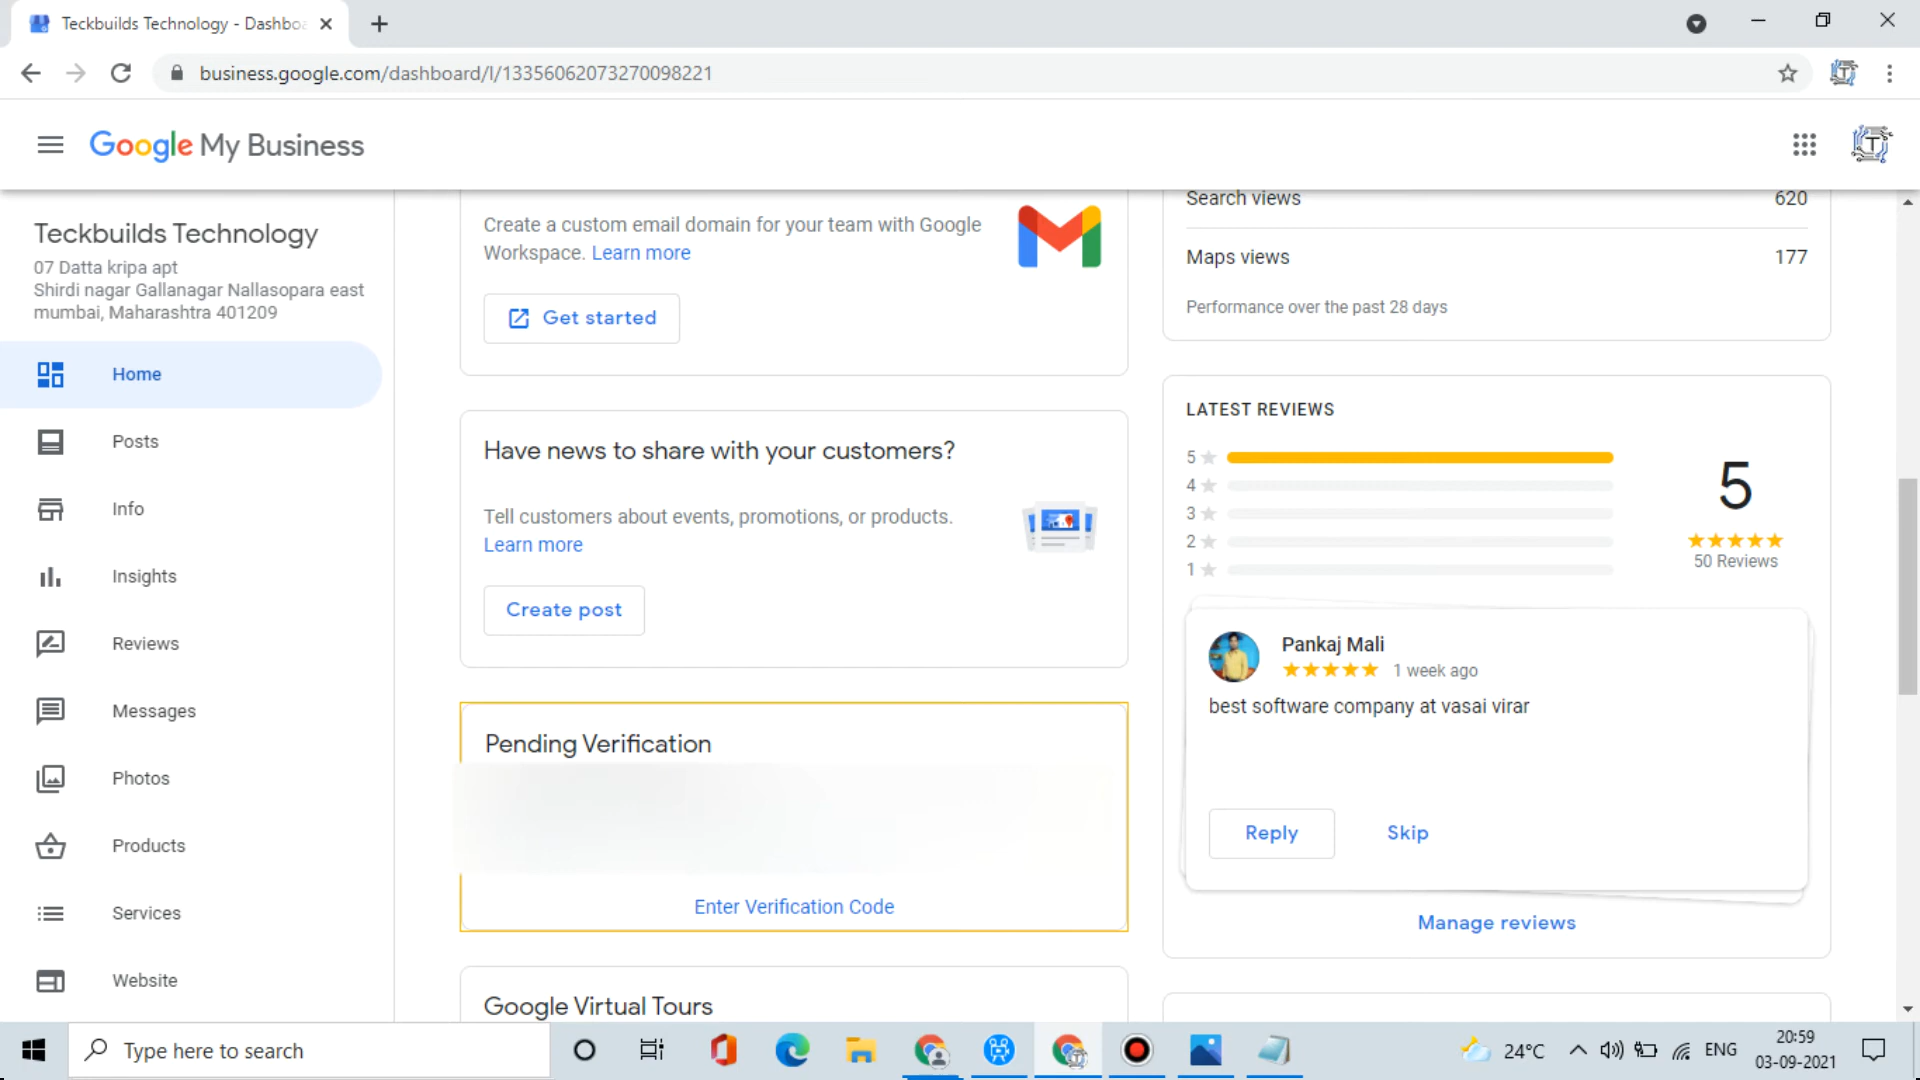 Teckbuilds Technology - Dashboa
business.google.com/dashboard/l/13356062073270098221
Google My Business
Teckbuilds Technology
07 Datta kripa apt
Shirdi nagar Gallanagar Nallasopara east
mumbai, Maharashtra 401209
Home
Posts
Info
Insights
Reviews
Messages
Photos
Products
Services
Website
Create a custom email domain for your team with Google
Workspace. Learn more
Get started
Have news to share with your customers?
Tell customers about events, promotions, or products.
Learn more
Create post
Pending Verification
Enter Verification Code
Google Virtual Tours
Search views 620
Maps views 177
Performance over the past 28 days
LATEST REVIEWS
5
4
3
2
1
5
50 Reviews
Pankaj Mali
1 week ago
best software company at vasai virar
Reply Skip
Manage reviews
Type here to search
24°C
ENG
20:59
03-09-2021